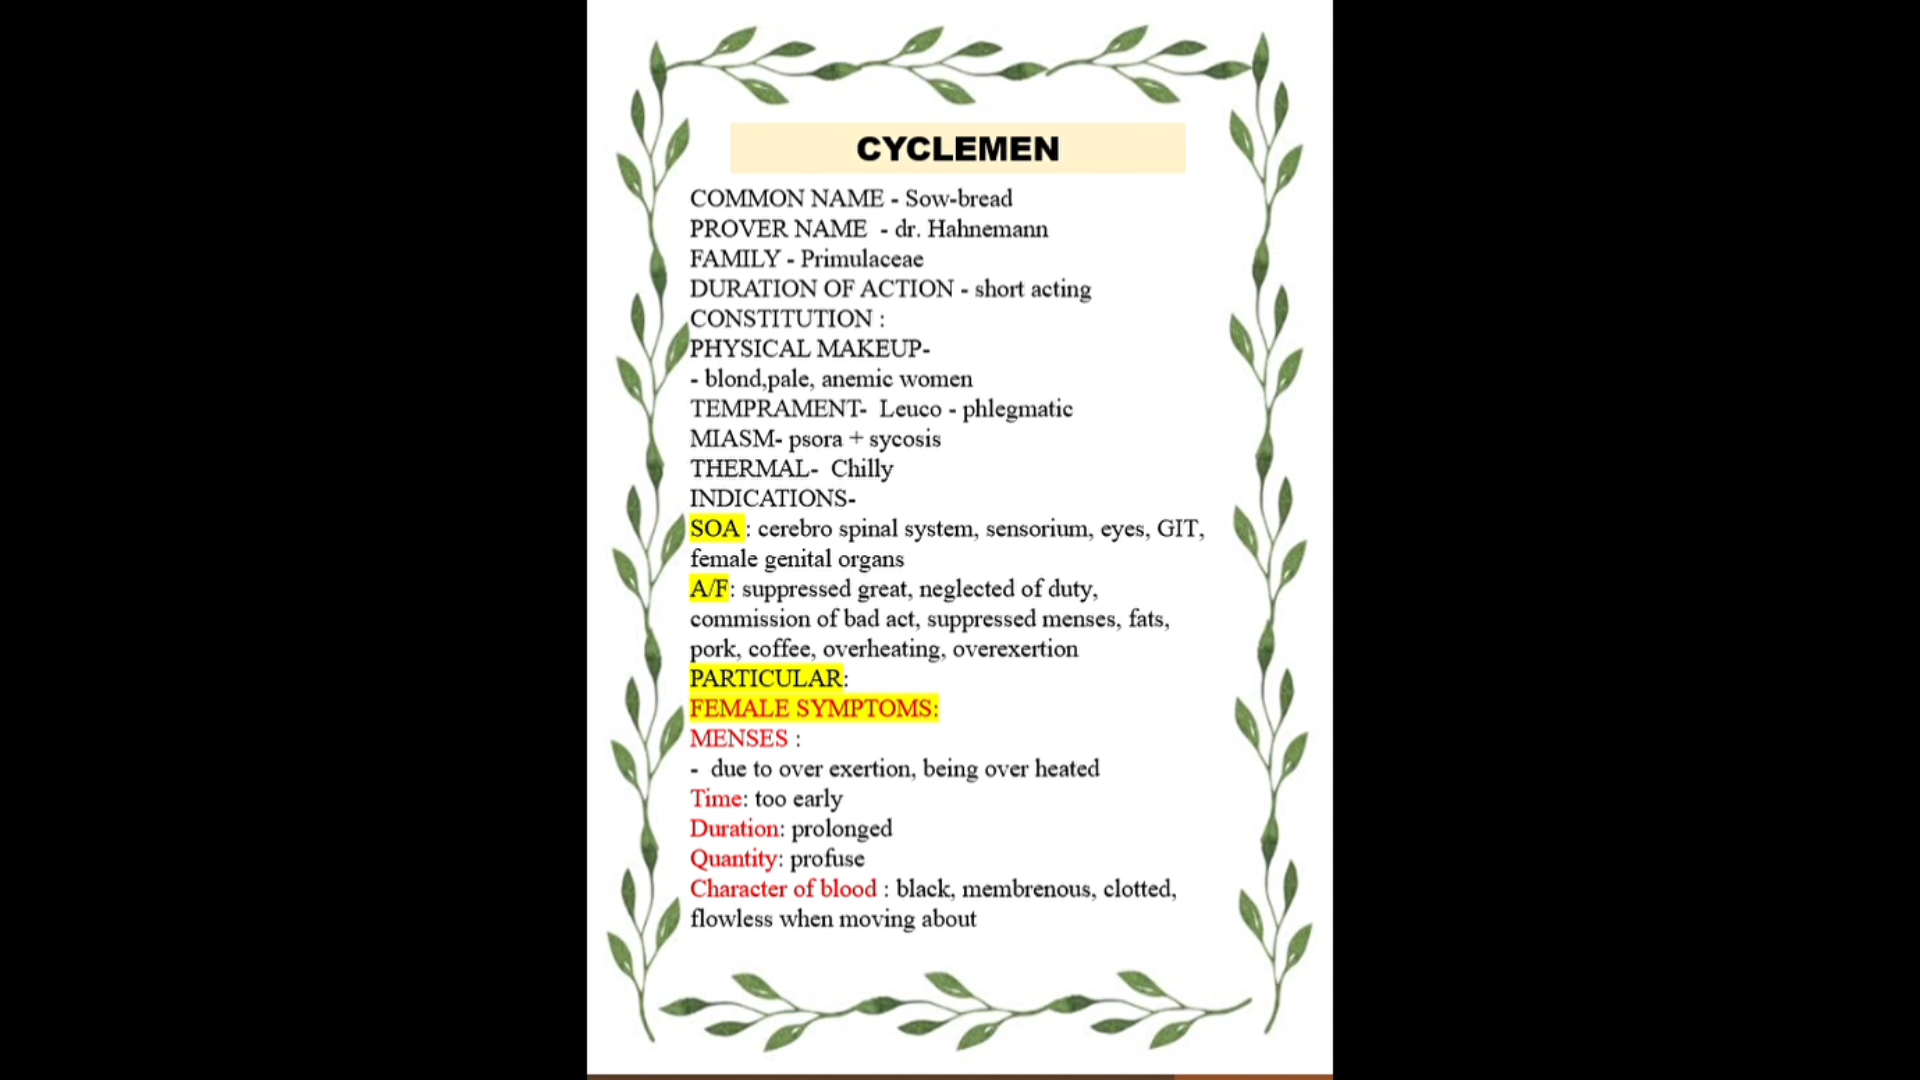 CYCLEMEN
COMMON NAME - Sow-bread
PROVER NAME - dr. Hahnemann
FAMILY - Primulaceae
DURATION OF ACTION - short acting
CONSTITUTION :
PHYSICAL MAKEUP-
- blond,pale, anemic women
TEMPRAMENT- Leuco - phlegmatic
MIASM- psora + sycosis
THERMAL- Chilly
INDICATIONS-
SOA : cerebro spinal system, sensorium, eyes, GIT,
female genital organs
A/F: suppressed great, neglected of duty,
commission of bad act, suppressed menses, fats,
pork, coffee, overheating, overexertion
PARTICULAR:
FEMALE SYMPTOMS:
MENSES :
- due to over exertion, being over heated
Time: too early
Duration: prolonged
Quantity: profuse
Character of blood : black, membrenous, clotted,
flowless when moving about